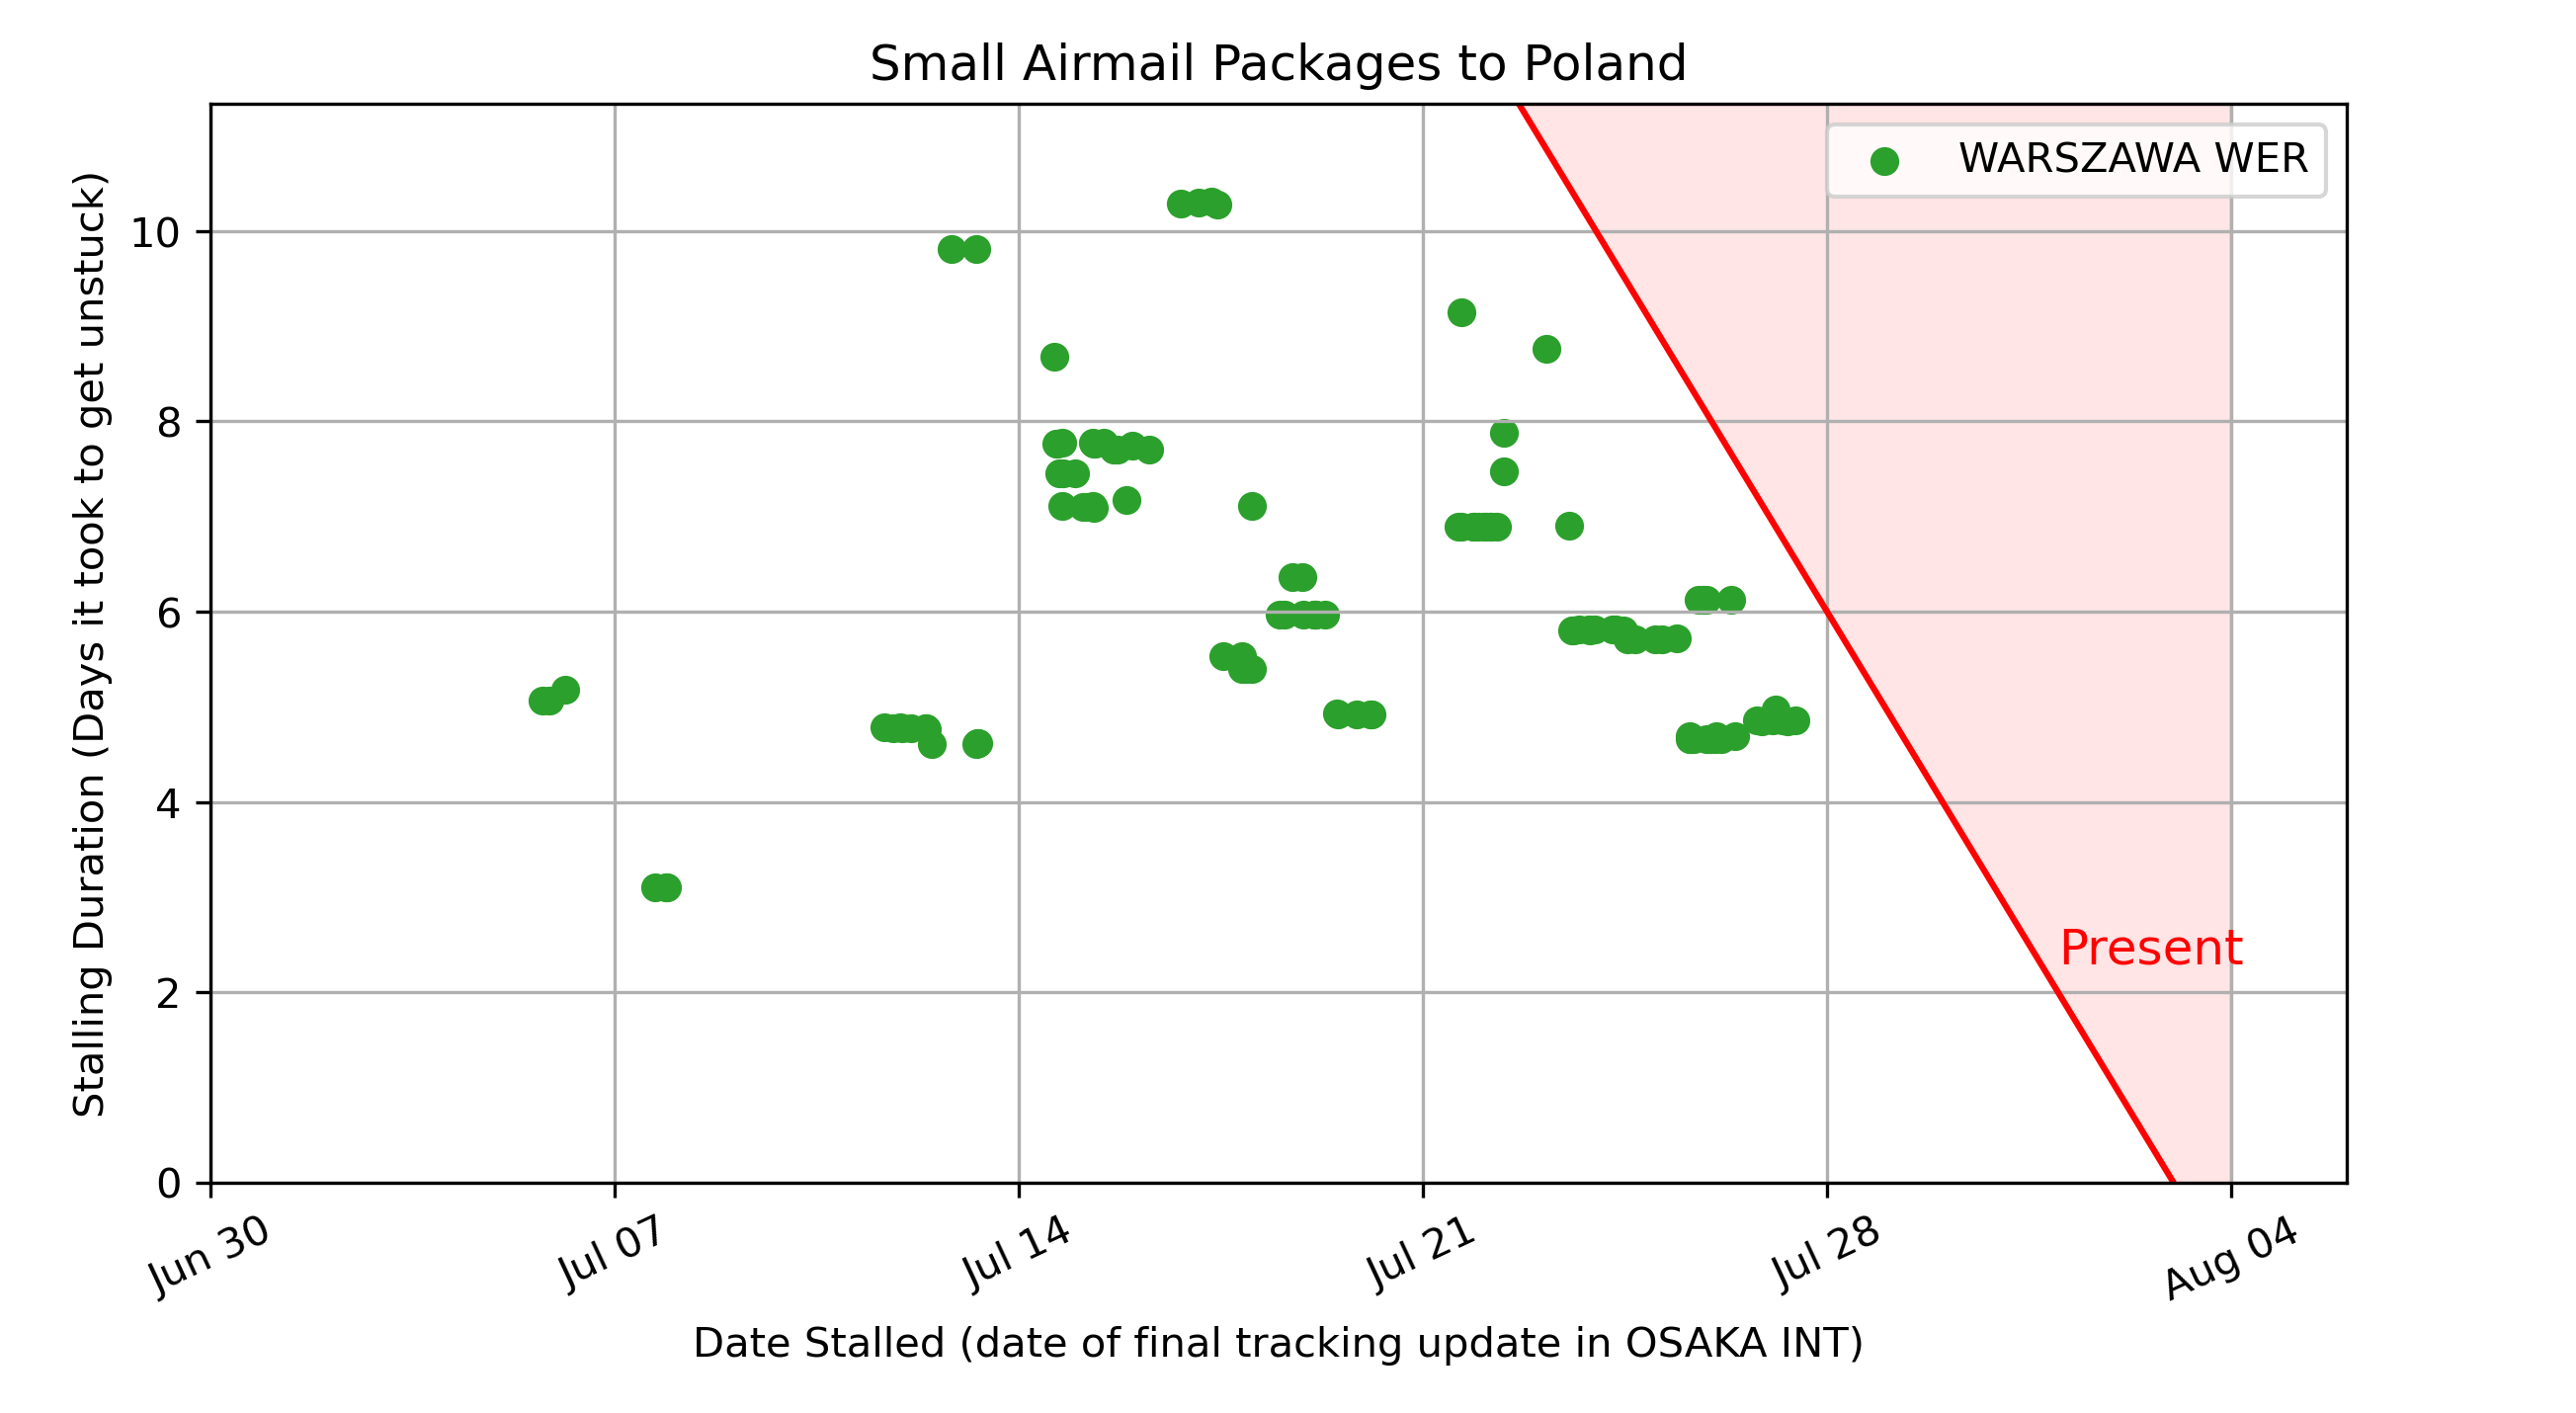 Small Airmail Packages to Poland
WARSZAWA WER
Stalling Duration (Days it took to get unstuck)
10
8
6
4
2
0
Present
Jun 30
Jul 07
Jul 14
Jul 21
Jul 28
Aug 04
Date Stalled (date of final tracking update in OSAKA INT)